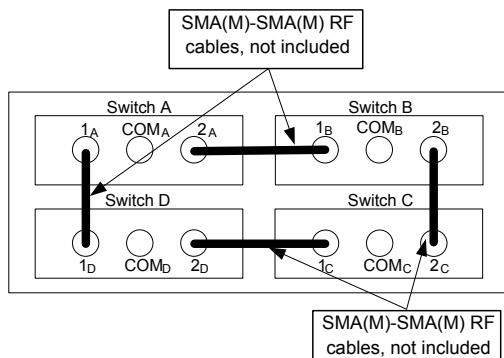 SMA(M)-SMA(M) RF
cables, not included
Switch A
Switch B
1A COMA 2A
1B COMB 2B
Switch D
Switch C
1D COMD 2D
1C COMC 2C
SMA(M)-SMA(M) RF
cables, not included